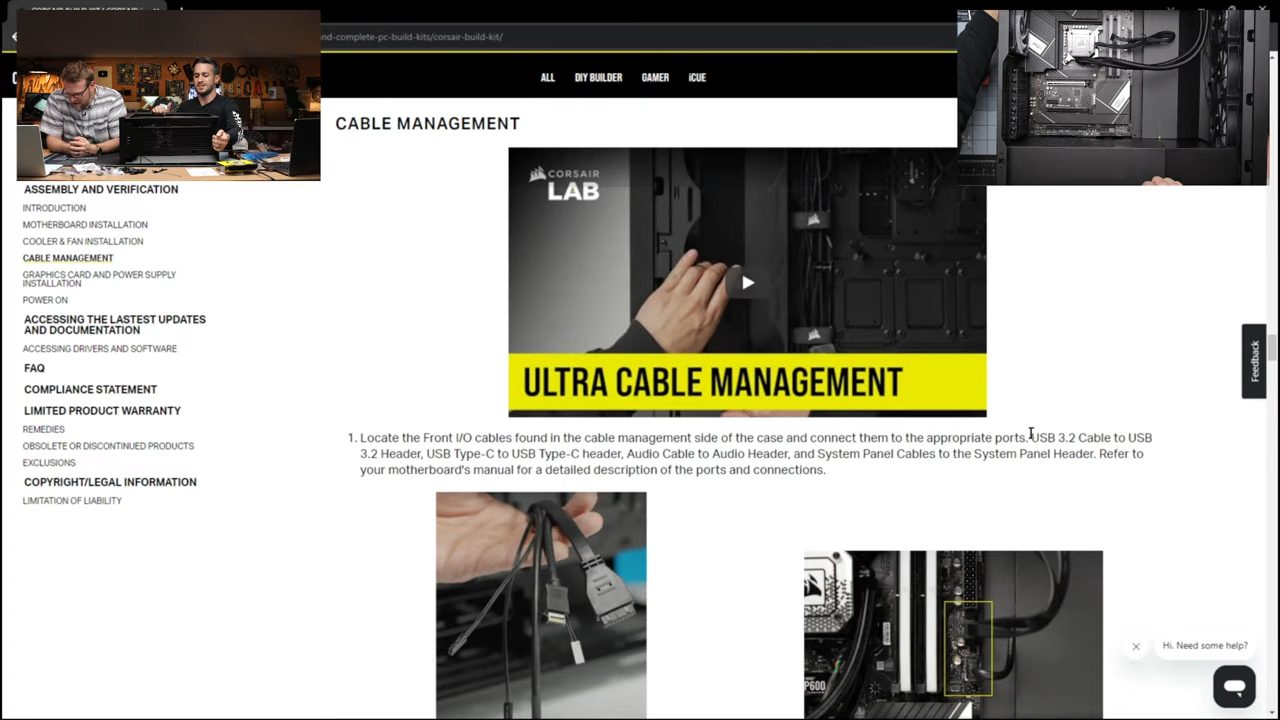 nd-complete-pc-build-kits/corsair-build-kit/
ALL DIY BUILDER GAMER iCUE
CABLE MANAGEMENT
CORSAIR
LAB
ULTRA CABLE MANAGEMENT
ASSEMBLY AND VERIFICATION
INTRODUCTION
MOTHERBOARD INSTALLATION
COOLER & FAN INSTALLATION
CABLE MANAGEMENT
GRAPHICS CARD AND POWER SUPPLY
INSTALLATION
POWER ON
ACCESSING THE LASTEST UPDATES
AND DOCUMENTATION
ACCESSING DRIVERS AND SOFTWARE
FAQ
COMPLIANCE STATEMENT
LIMITED PRODUCT WARRANTY
REMEDIES
OBSOLETE OR DISCONTINUED PRODUCTS
EXCLUSIONS
COPYRIGHT/LEGAL INFORMATION
LIMITATION OF LIABILITY
1. Locate the Front I/O cables found in the cable management side of the case and connect them to the appropriate ports. USB 3.2 Cable to USB
3.2 Header, USB Type-C to USB Type-C header, Audio Cable to Audio Header, and System Panel Cables to the System Panel Header. Refer to
your motherboard's manual for a detailed description of the ports and connections.
P600
Feedback
Hi. Need some help?